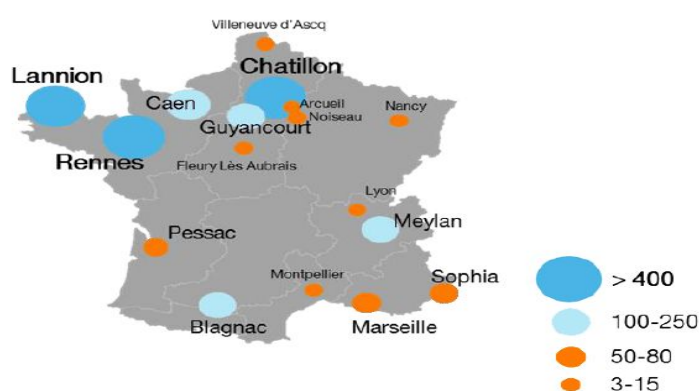 Villeneuve d'Ascq
Chatillon
Lannion
Caen
Arcueil
Nancy
Noiseau
Guyancourt
Rennes
Fleury Lès Aubrais
Lyon
Meylan
Pessac
Montpellier
Sophia
> 400
Blagnac
Marseille
100-250
50-80
3-15